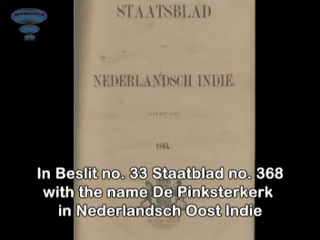 STAATSBLAD
NEDERLANDSCH INDIË.
In Beslit no. 33 Staatblad no. 368
with the name De Pinksterkerk
in Nederlandsch Oost Indie